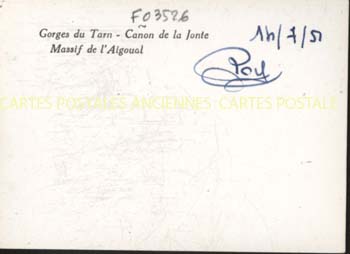 F03526
Gorges du Tarn - Cañon de la Jonte
Massif de l'Aigoual
14/7/51
CARTES POSTALES ANCIENNES CARTES POSTALE